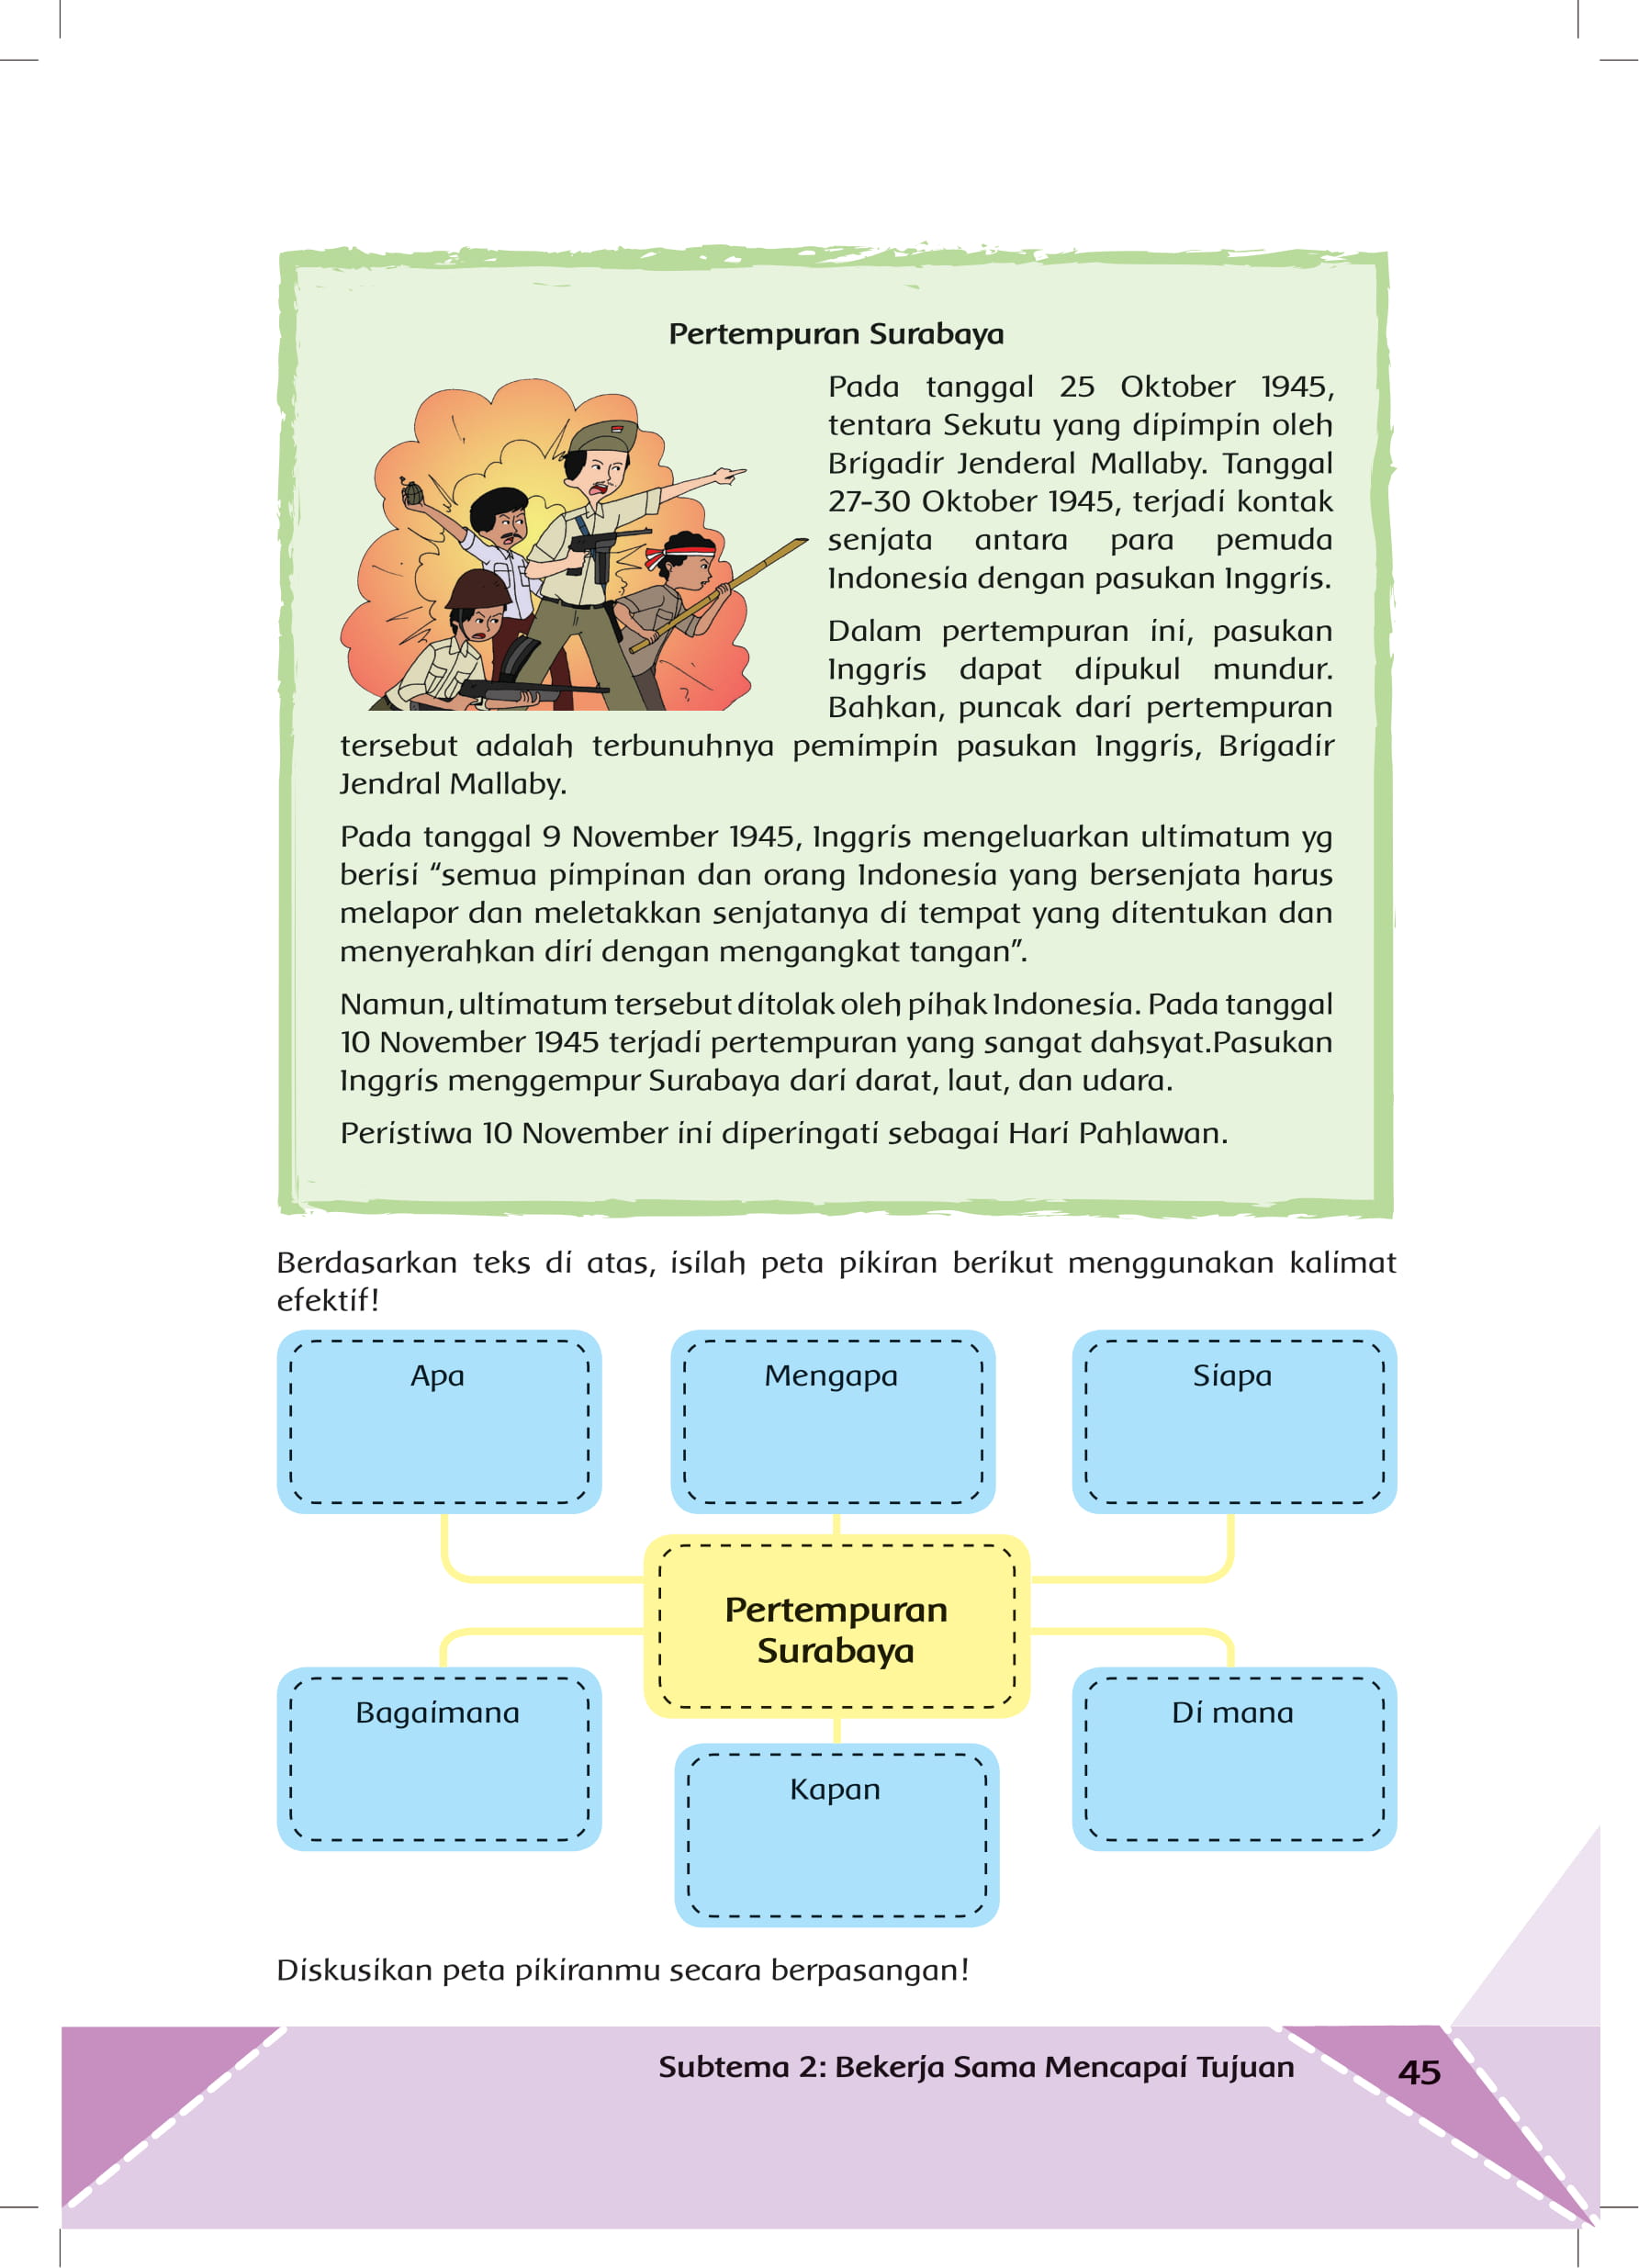 Pertempuran Surabaya
Pada tanggal 25 Oktober 1945,
tentara Sekutu yang dipimpin oleh
Brigadir Jenderal Mallaby. Tanggal
27-30 Oktober 1945, terjadi kontak
senjata antara para pemuda
Indonesia dengan pasukan Inggris.
Dalam pertempuran ini, pasukan
Inggris dapat dipukul mundur.
Bahkan, puncak dari pertempuran
tersebut adalah terbunuhnya pemimpin pasukan Inggris, Brigadir
Jendral Mallaby.
Pada tanggal 9 November 1945, Inggris mengeluarkan ultimatum yg
berisi “semua pimpinan dan orang Indonesia yang bersenjata harus
melapor dan meletakkan senjatanya di tempat yang ditentukan dan
menyerahkan diri dengan mengangkat tangan”.
Namun, ultimatum tersebut ditolak oleh pihak Indonesia. Pada tanggal
10 November 1945 terjadi pertempuran yang sangat dahsyat.Pasukan
Inggris menggempur Surabaya dari darat, laut, dan udara.
Peristiwa 10 November ini diperingati sebagai Hari Pahlawan.
Berdasarkan teks di atas, isilah peta pikiran berikut menggunakan kalimat
efektif!
Apa
Mengapa
Siapa
Pertempuran
Surabaya
Bagaimana
Di mana
Kapan
Diskusikan peta pikiranmu secara berpasangan!
Subtema 2: Bekerja Sama Mencapai Tujuan
45